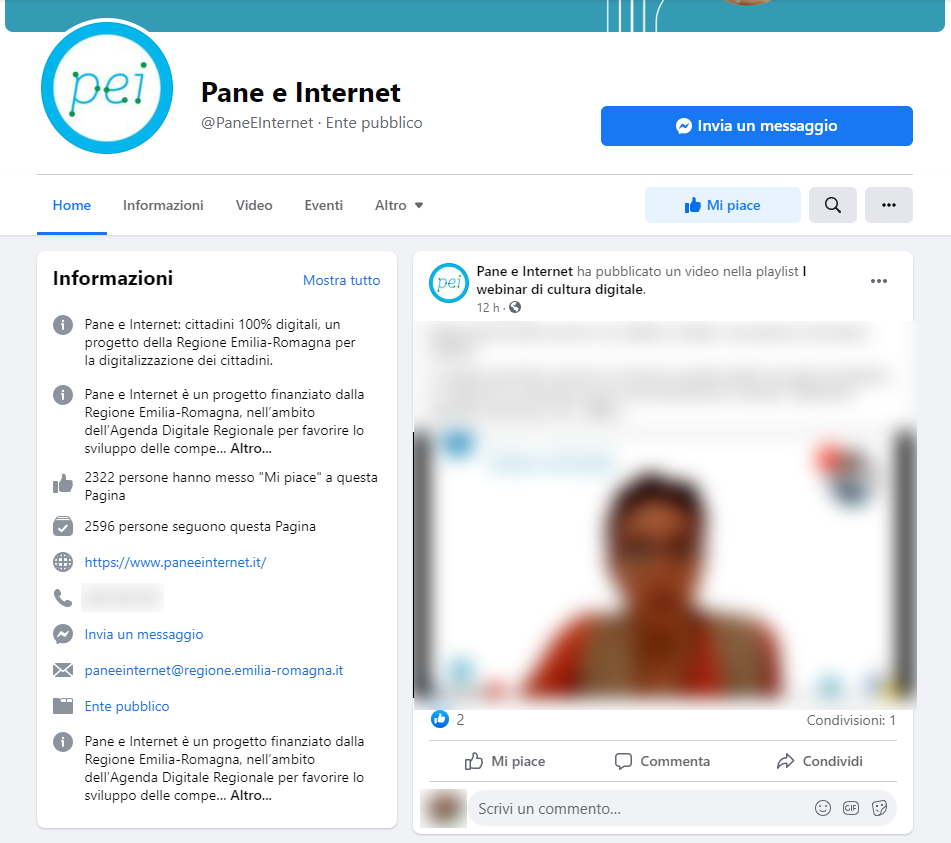 pei
Pane e Internet
@PaneEInternet · Ente pubblico
Invia un messaggio
Home
Informazioni
Video
Eventi
Altro
Mi piace
Informazioni
Mostra tutto
Pane e Internet: cittadini 100% digitali, un
progetto della Regione Emilia-Romagna per
la digitalizzazione dei cittadini.
Pane e Internet è un progetto finanziato dalla
Regione Emilia-Romagna, nell’ambito
dell’Agenda Digitale Regionale per favorire lo
sviluppo delle compe... Altro...
2322 persone hanno messo "Mi piace" a questa
Pagina
2596 persone seguono questa Pagina
https://www.paneeinternet.it/
Invia un messaggio
paneeinternet@regione.emilia-romagna.it
Ente pubblico
Pane e Internet è un progetto finanziato dalla
Regione Emilia-Romagna, nell’ambito
dell’Agenda Digitale Regionale per favorire lo
sviluppo delle compe... Altro...
pei
Pane e Internet ha pubblicato un video nella playlist I
webinar di cultura digitale.
12 h ·
2
Condivisioni: 1
Mi piace
Commenta
Condividi
Scrivi un commento...
GIF